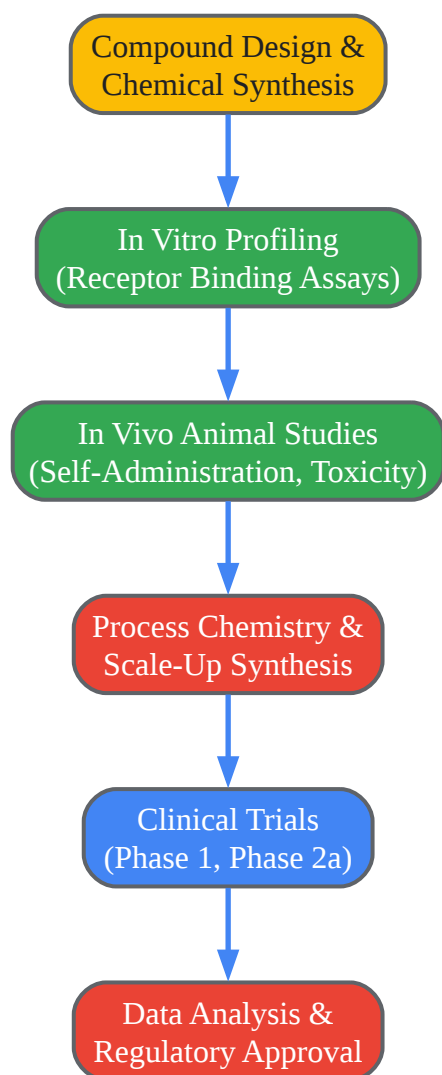 Compound Design &
Chemical Synthesis
In Vitro Profiling
(Receptor Binding Assays)
In Vivo Animal Studies
(Self-Administration, Toxicity)
Process Chemistry &
Scale-Up Synthesis
Clinical Trials
(Phase 1, Phase 2a)
Data Analysis &
Regulatory Approval